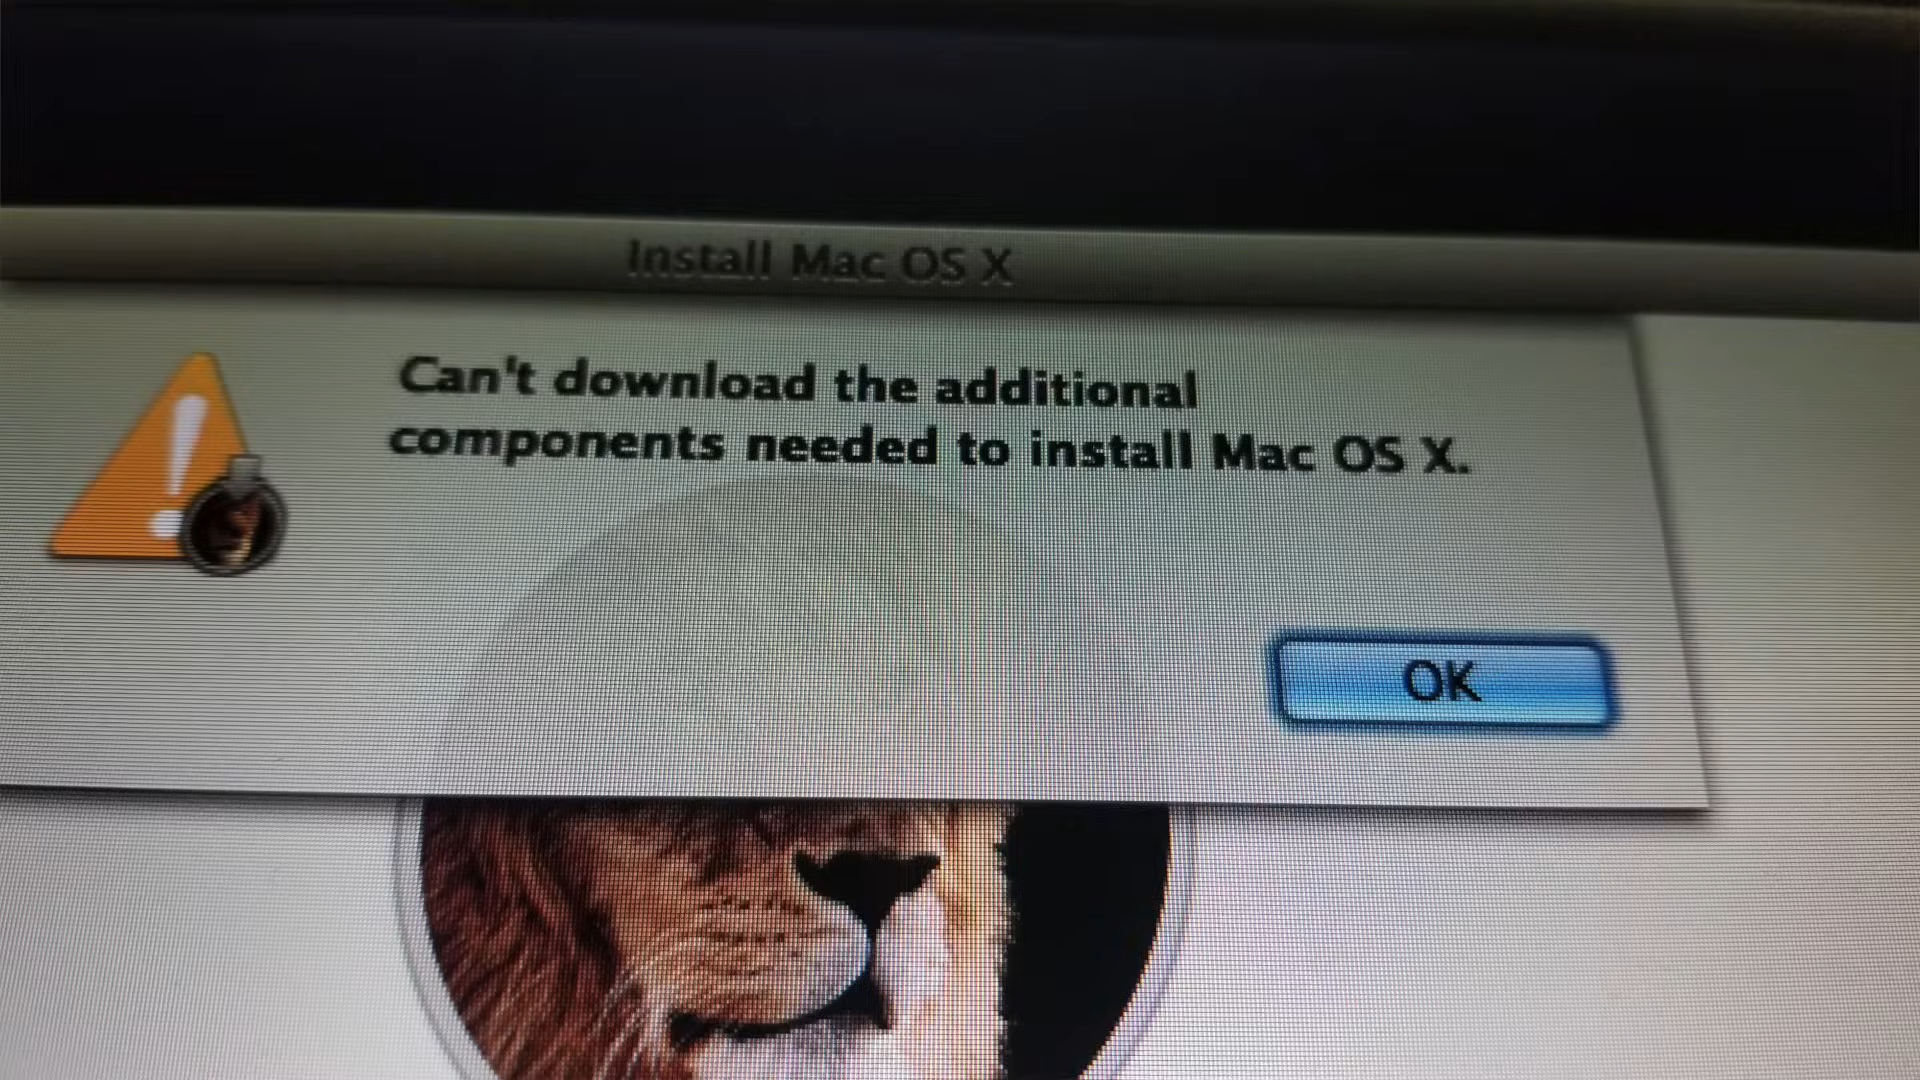 Install Mac OS X
Can't download the additional
components needed to install Mac OS X.
OK